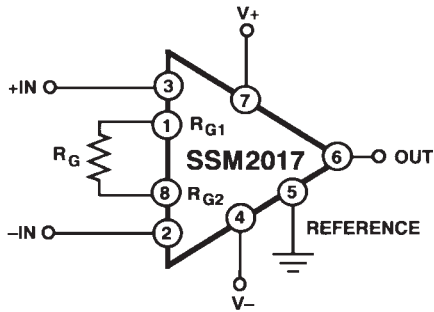 V+
+IN
3
7
1
RG1
RG
SSM2017
6
OUT
8
RG2
5
–IN
2
4
REFERENCE
V–